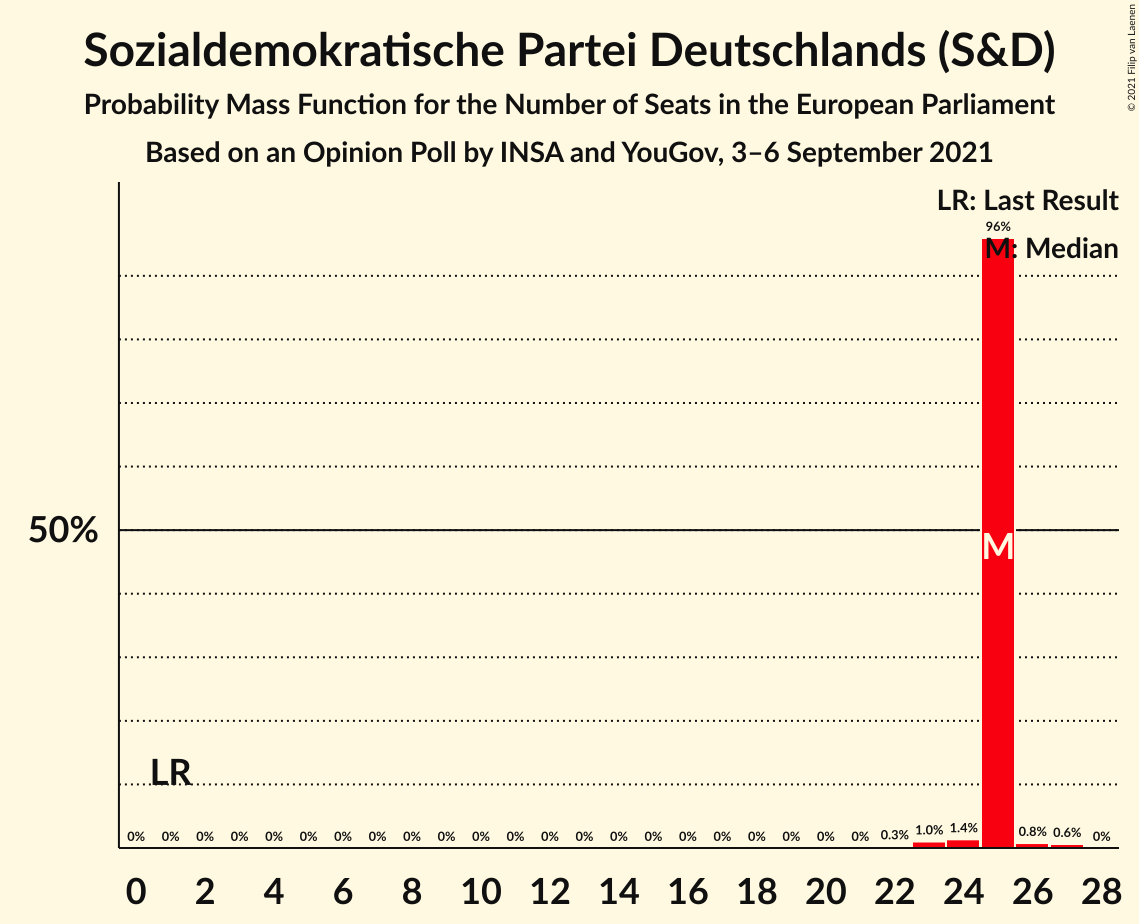 Sozialdemokratische Partei Deutschlands (S&D)
Probability Mass Function for the Number of Seats in the European Parliament
Based on an Opinion Poll by INSA and YouGov, 3–6 September 2021
© 2021 Filip van Laenen
LR: Last Result
96%
M: Median
50%
M
LR
0% 0% 0% 0% 0% 0% 0% 0% 0% 0% 0% 0% 0% 0% 0% 0% 0% 0% 0% 0% 0% 0% 0.3% 1.0% 1.4% 0.8% 0.6% 0%
0 2 4 6 8 10 12 14 16 18 20 22 24 26 28